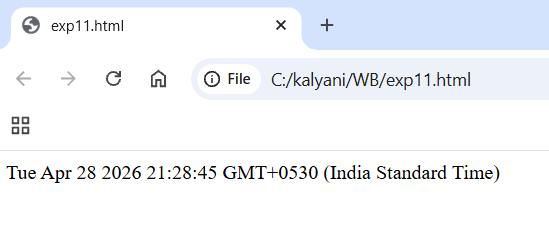 exp11.html
File C:/kalyani/WB/exp11.html
Tue Apr 28 2026 21:28:45 GMT+0530 (India Standard Time)